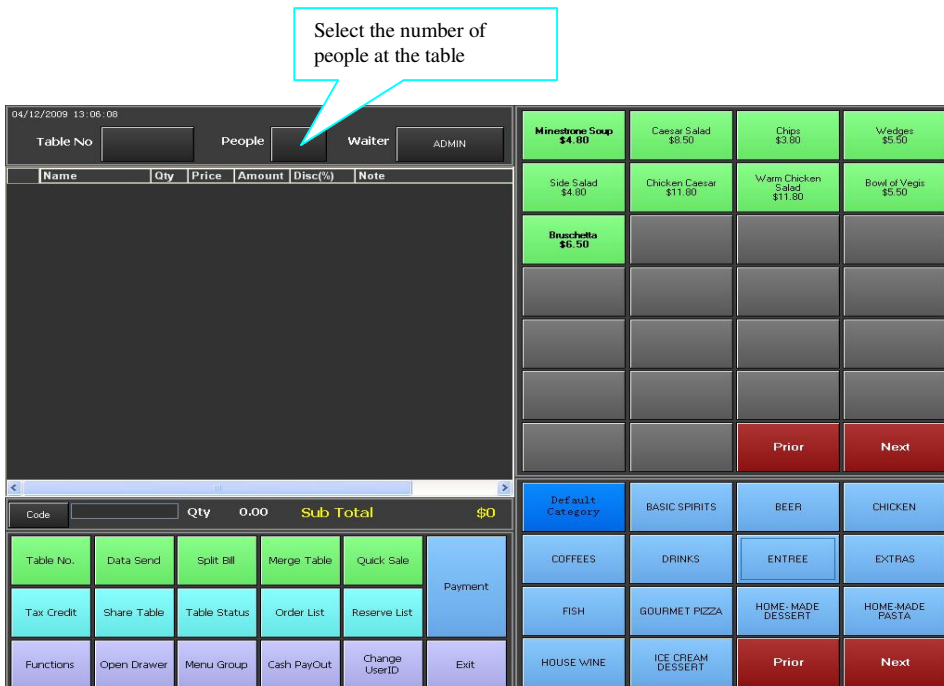 Select the number of
people at the table
04/12/2009 13:06:08
Table No
People
Waiter
ADMIN
Name Qty Price Amount Disc(%) Note
Code
Qty 0.00 Sub Total $0
Table No.
Data Send
Split Bill
Merge Table
Quick Sale
Payment
Tax Credit
Share Table
Table Status
Order List
Reserve List
Functions
Open Drawer
Menu Group
Cash PayOut
Change
UserID
Exit
Minestrone Soup
$4.80
Caesar Salad
$8.50
Chips
$3.80
Wedges
$5.50
Side Salad
$4.80
Chicken Caesar
$11.80
Warm Chicken
Salad
$11.80
Bowl of Vegis
$5.50
Bruschetta
$6.50
Prior
Next
Default
Category
BASIC SPIRITS
BEER
CHICKEN
COFFEES
DRINKS
ENTREE
EXTRAS
FISH
GOURMET PIZZA
HOME- MADE
DESSERT
HOME-MADE
PASTA
HOUSE WINE
ICE CREAM
DESSERT
Prior
Next